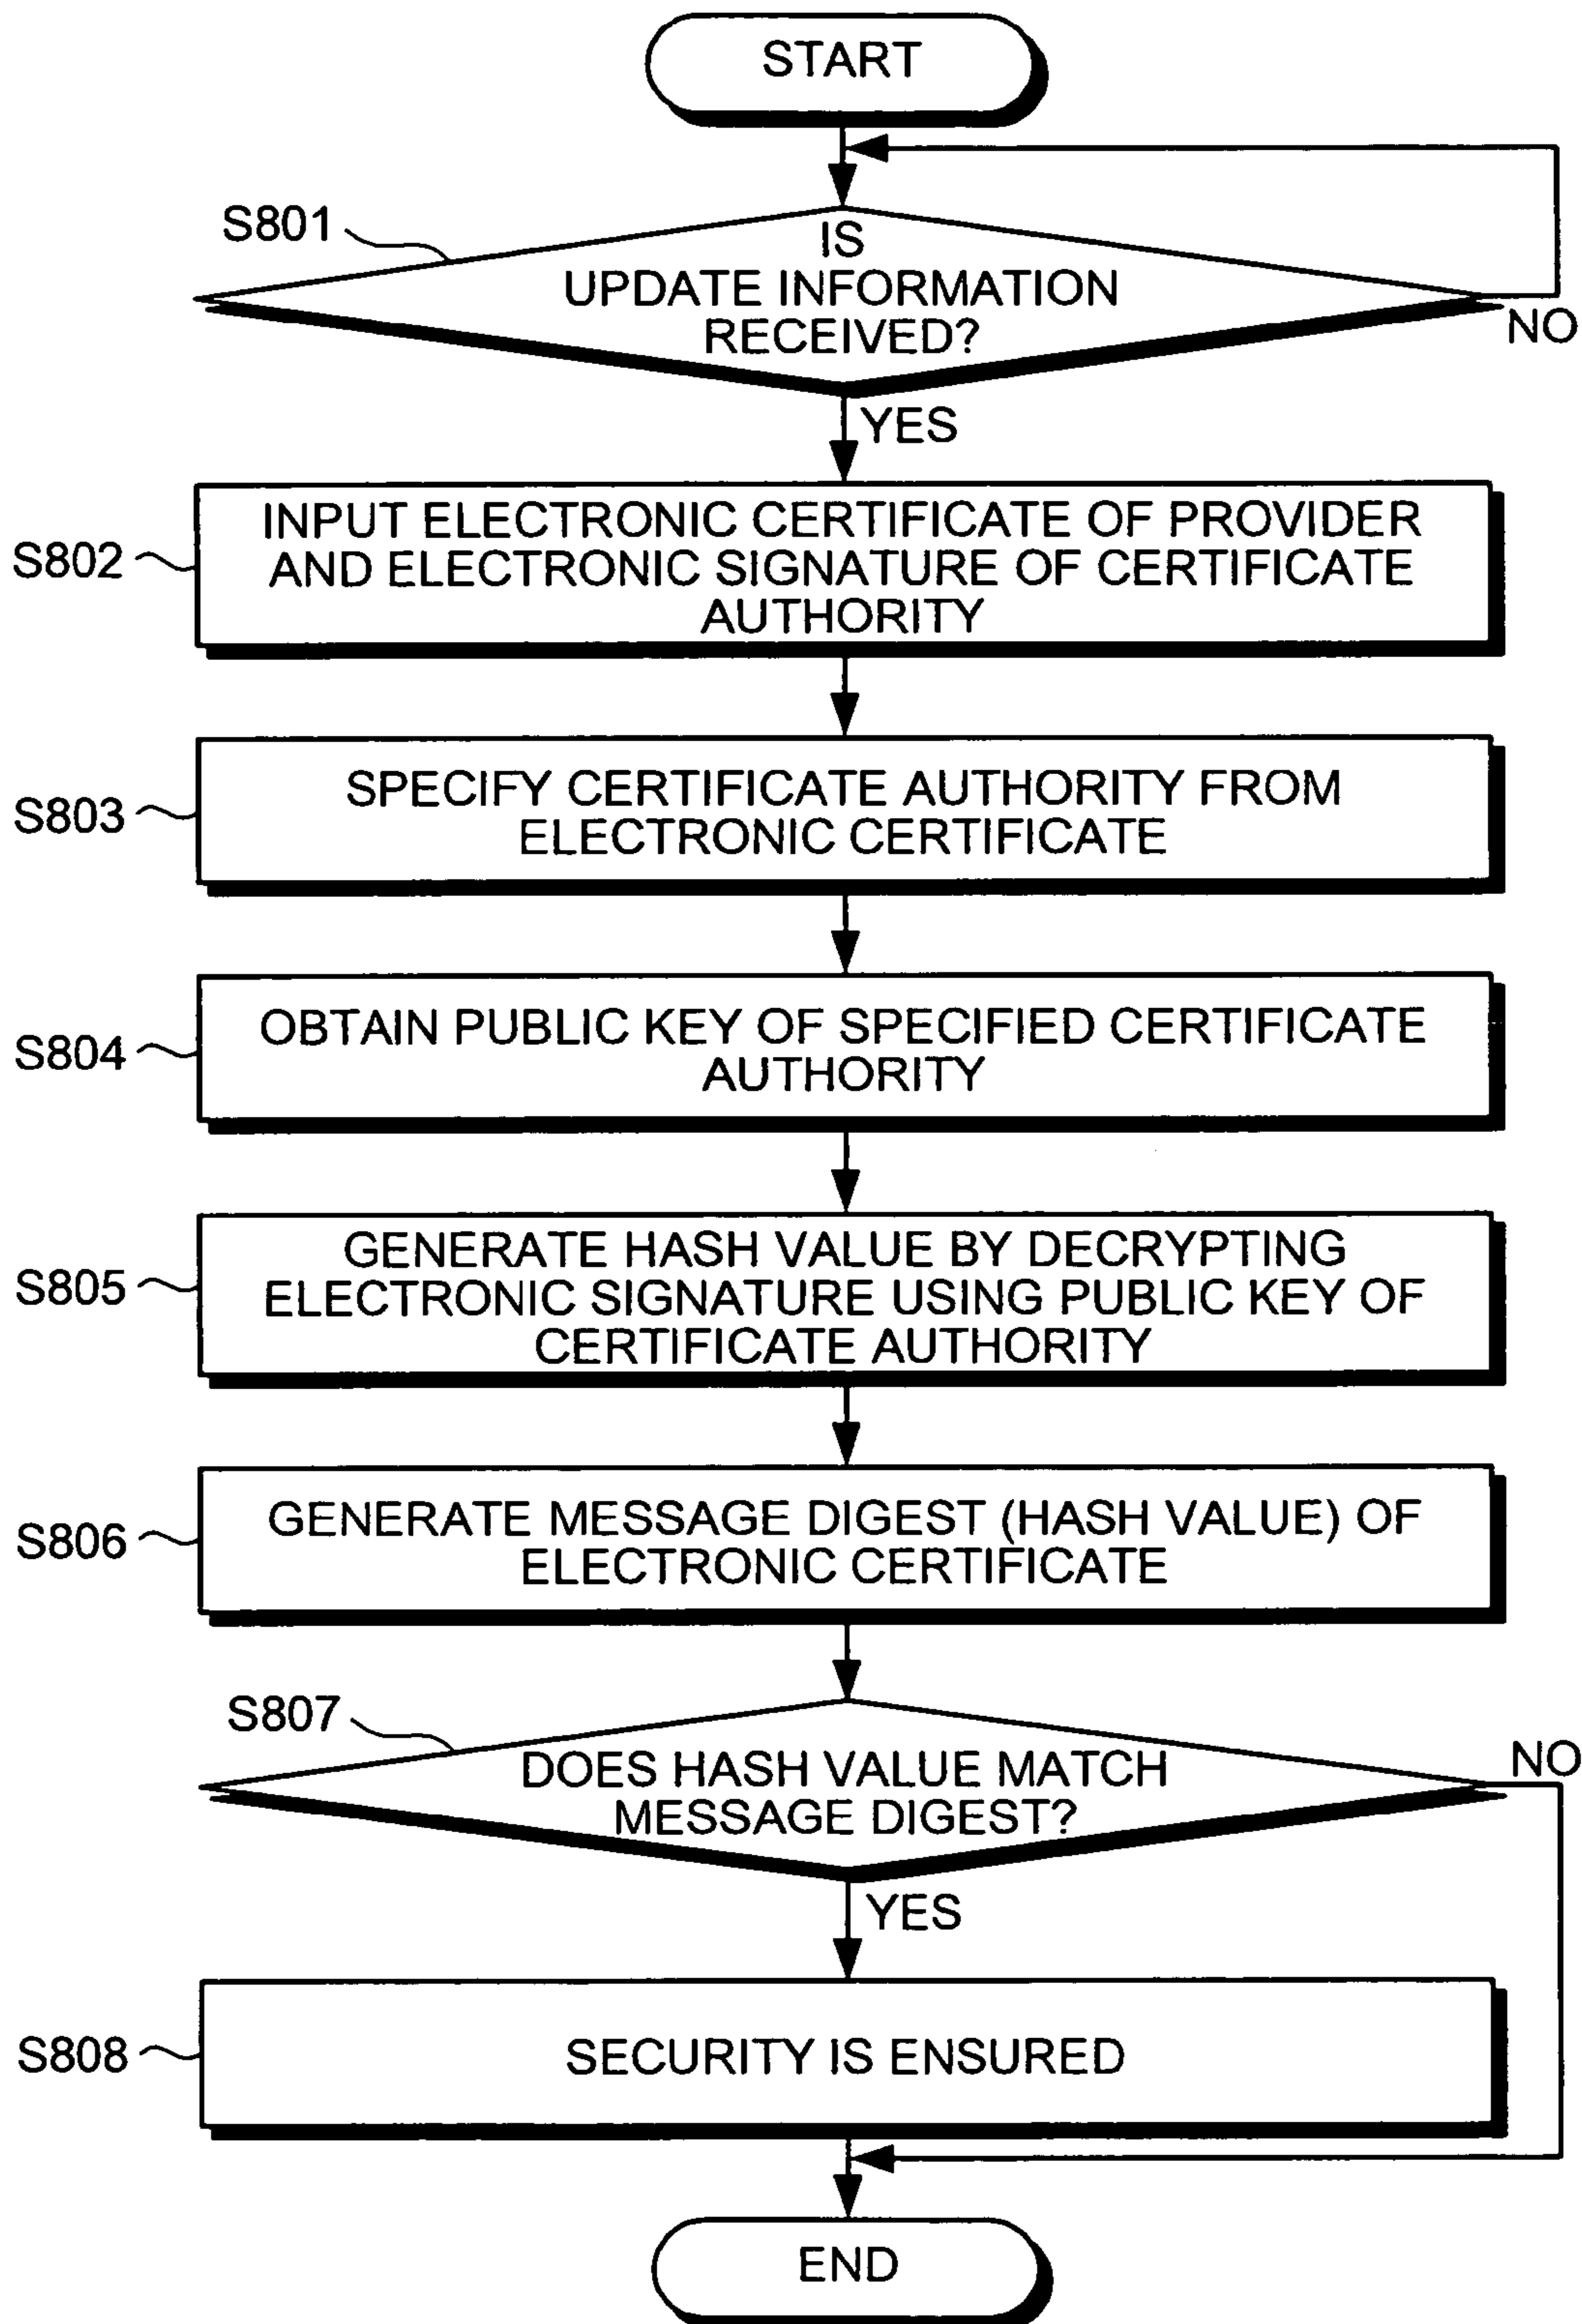 START
S801
IS
UPDATE INFORMATION
RECEIVED?
NO
YES
S802
INPUT ELECTRONIC CERTIFICATE OF PROVIDER
AND ELECTRONIC SIGNATURE OF CERTIFICATE
AUTHORITY
S803
SPECIFY CERTIFICATE AUTHORITY FROM
ELECTRONIC CERTIFICATE
S804
OBTAIN PUBLIC KEY OF SPECIFIED CERTIFICATE
AUTHORITY
S805
GENERATE HASH VALUE BY DECRYPTING
ELECTRONIC SIGNATURE USING PUBLIC KEY OF
CERTIFICATE AUTHORITY
S806
GENERATE MESSAGE DIGEST (HASH VALUE) OF
ELECTRONIC CERTIFICATE
S807
DOES HASH VALUE MATCH
MESSAGE DIGEST?
NO
YES
S808
SECURITY IS ENSURED
END